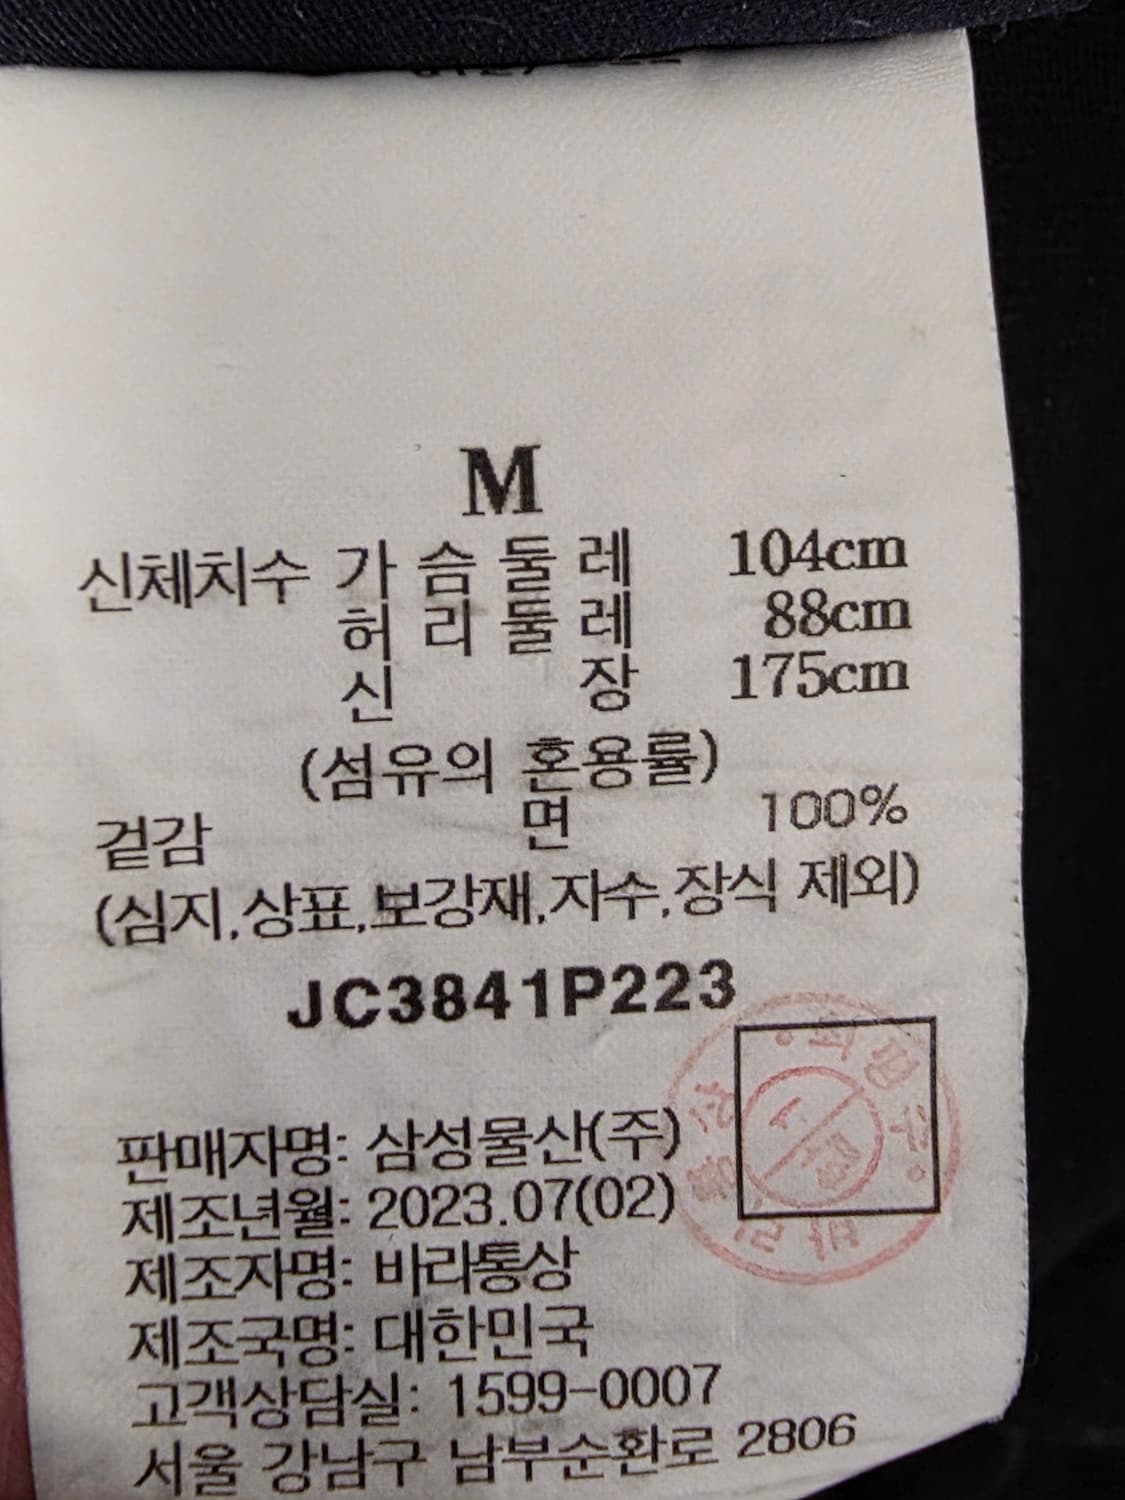 M
신체치수 가 슴 둘 레 104cm
허 리 둘 레 88cm
신 장 175cm
(섬유의 혼용률)
겉감 면 100%
(심지,상표,보강재,자수,장식 제외)
JC3841P223
판매자명: 삼성물산(주)
제조년월: 2023.07(02)
제조자명: 바라통상
제조국명: 대한민국
고객상담실: 1599-0007
서울 강남구 남부순환로 2806